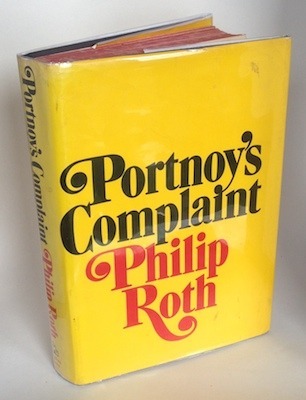 Portnoy's
Complaint
Philip
Roth
Portnoy's Complaint Philip Roth